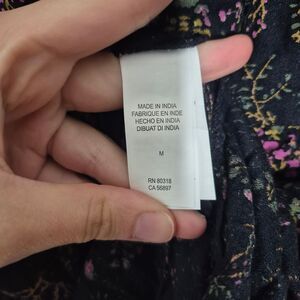 MADE IN INDIA
FABRIQUE EN INDE
HECHO EN INDIA
DIBUAT DI INDIA
M
RN 80318
CA 56897